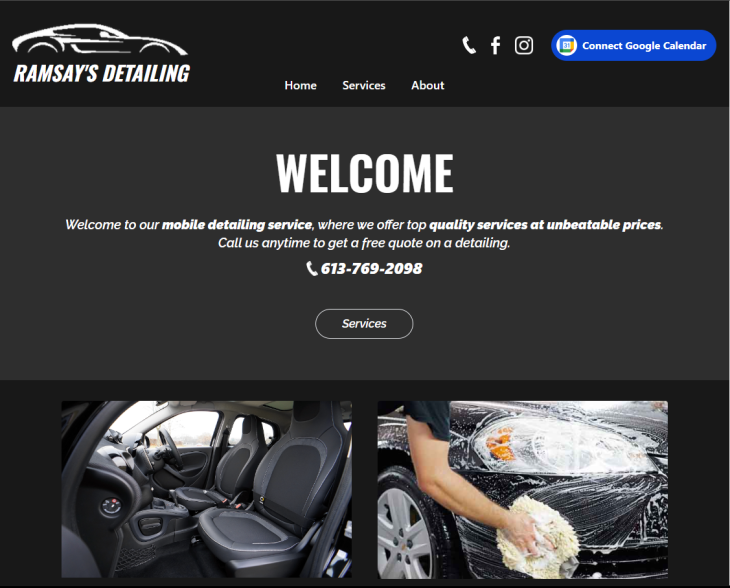 RAMSAY'S DETAILING
Connect Google Calendar
Home Services About
WELCOME
Welcome to our mobile detailing service, where we offer top quality services at unbeatable prices.
Call us anytime to get a free quote on a detailing.
613-769-2098
Services